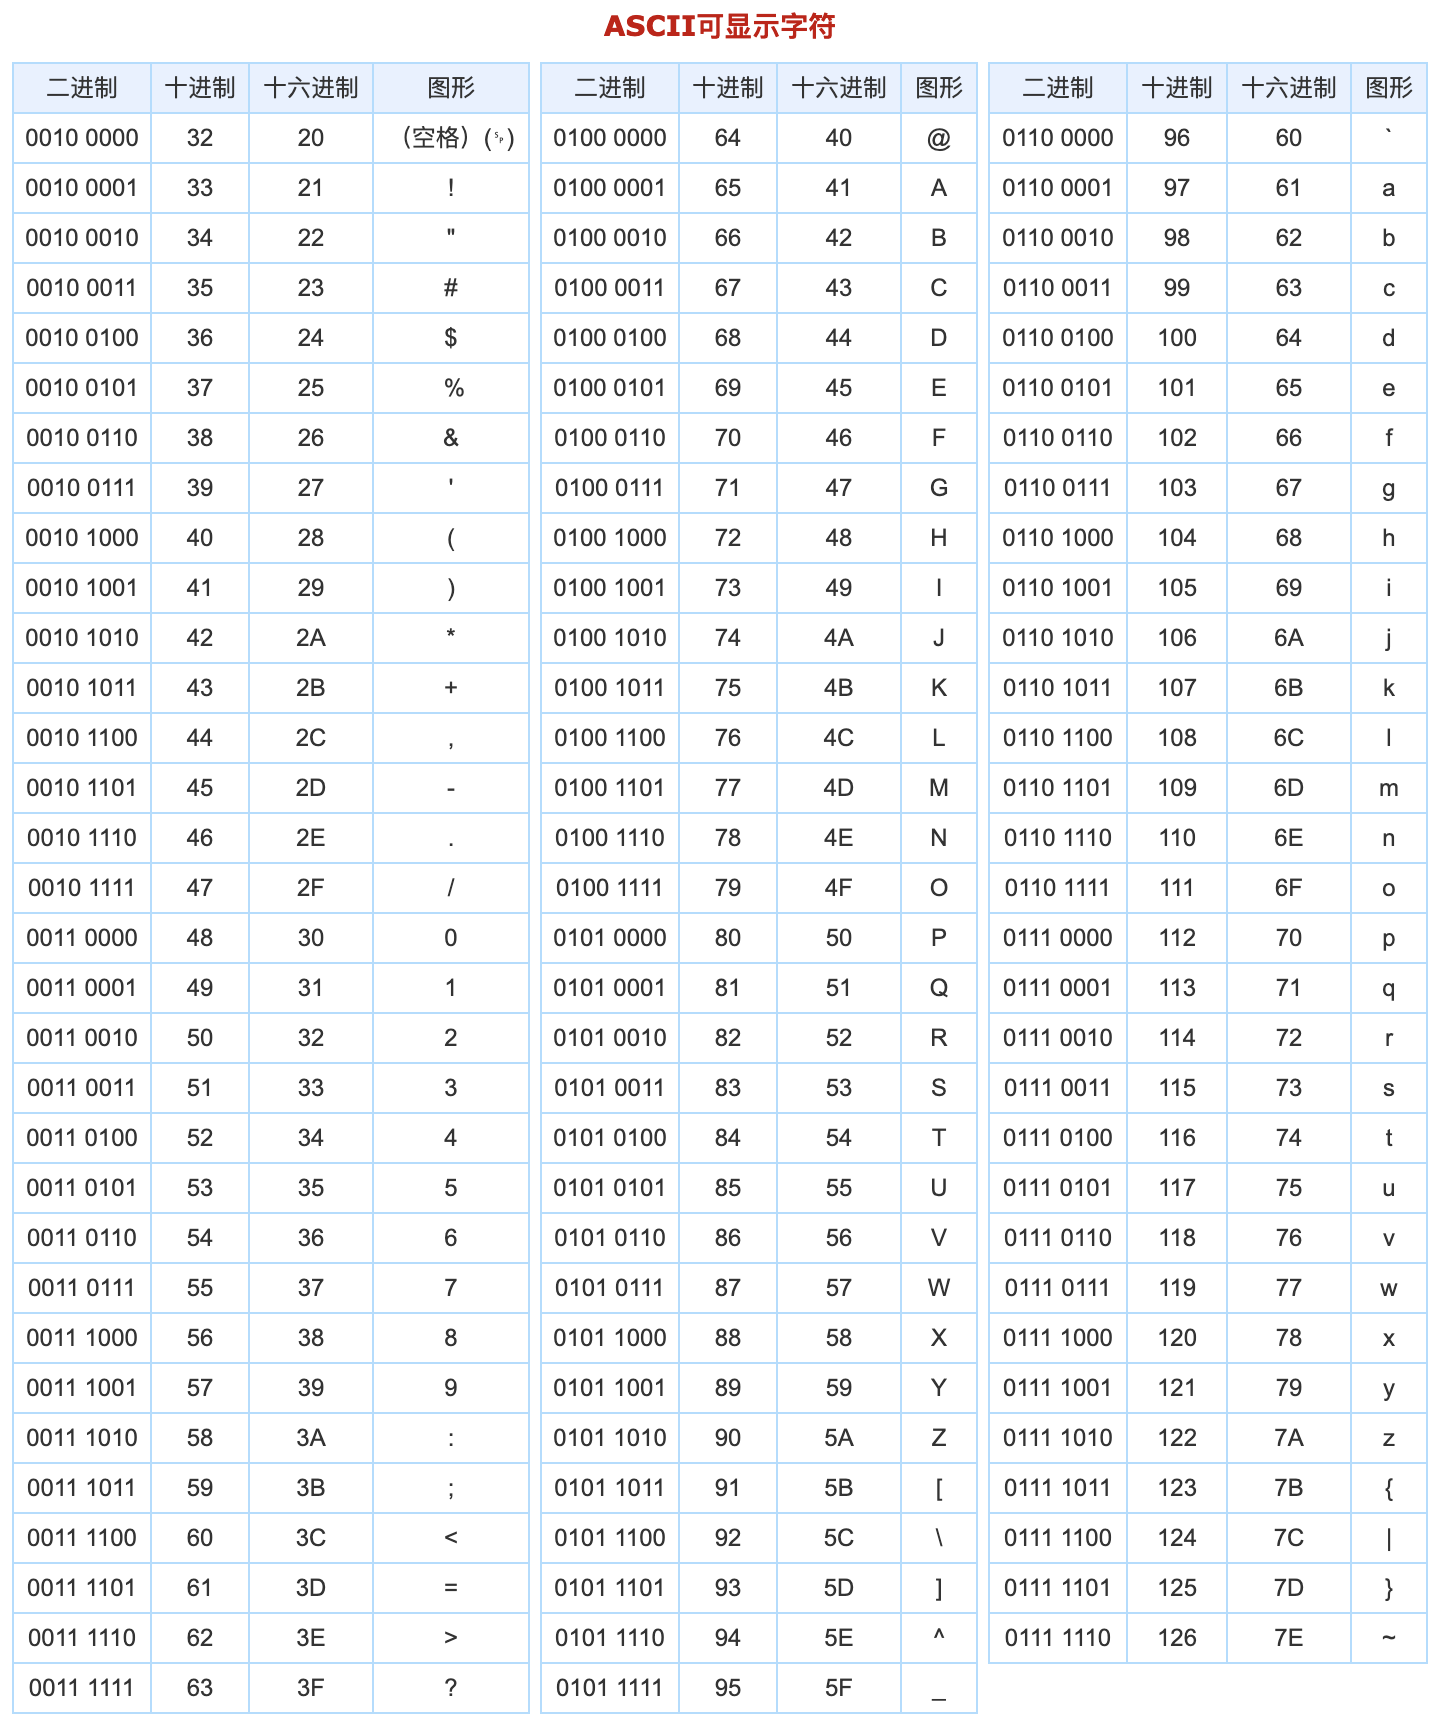 ASCII可显示字符
二进制 十进制 十六进制 图形 二进制 十进制 十六进制 图形 二进制 十进制 十六进制 图形
0010 0000 32 20 （空格）(␠) 0100 0000 64 40 @ 0110 0000 96 60 `
0010 0001 33 21 ! 0100 0001 65 41 A 0110 0001 97 61 a
0010 0010 34 22 " 0100 0010 66 42 B 0110 0010 98 62 b
0010 0011 35 23 # 0100 0011 67 43 C 0110 0011 99 63 c
0010 0100 36 24 $ 0100 0100 68 44 D 0110 0100 100 64 d
0010 0101 37 25 % 0100 0101 69 45 E 0110 0101 101 65 e
0010 0110 38 26 & 0100 0110 70 46 F 0110 0110 102 66 f
0010 0111 39 27 ' 0100 0111 71 47 G 0110 0111 103 67 g
0010 1000 40 28 ( 0100 1000 72 48 H 0110 1000 104 68 h
0010 1001 41 29 ) 0100 1001 73 49 I 0110 1001 105 69 i
0010 1010 42 2A * 0100 1010 74 4A J 0110 1010 106 6A j
0010 1011 43 2B + 0100 1011 75 4B K 0110 1011 107 6B k
0010 1100 44 2C , 0100 1100 76 4C L 0110 1100 108 6C l
0010 1101 45 2D - 0100 1101 77 4D M 0110 1101 109 6D m
0010 1110 46 2E . 0100 1110 78 4E N 0110 1110 110 6E n
0010 1111 47 2F / 0100 1111 79 4F O 0110 1111 111 6F o
0011 0000 48 30 0 0101 0000 80 50 P 0111 0000 112 70 p
0011 0001 49 31 1 0101 0001 81 51 Q 0111 0001 113 71 q
0011 0010 50 32 2 0101 0010 82 52 R 0111 0010 114 72 r
0011 0011 51 33 3 0101 0011 83 53 S 0111 0011 115 73 s
0011 0100 52 34 4 0101 0100 84 54 T 0111 0100 116 74 t
0011 0101 53 35 5 0101 0101 85 55 U 0111 0101 117 75 u
0011 0110 54 36 6 0101 0110 86 56 V 0111 0110 118 76 v
0011 0111 55 37 7 0101 0111 87 57 W 0111 0111 119 77 w
0011 1000 56 38 8 0101 1000 88 58 X 0111 1000 120 78 x
0011 1001 57 39 9 0101 1001 89 59 Y 0111 1001 121 79 y
0011 1010 58 3A : 0101 1010 90 5A Z 0111 1010 122 7A z
0011 1011 59 3B ; 0101 1011 91 5B [ 0111 1011 123 7B {
0011 1100 60 3C < 0101 1100 92 5C \ 0111 1100 124 7C |
0011 1101 61 3D = 0101 1101 93 5D ] 0111 1101 125 7D }
0011 1110 62 3E > 0101 1110 94 5E ^ 0111 1110 126 7E ~
0011 1111 63 3F ? 0101 1111 95 5F _